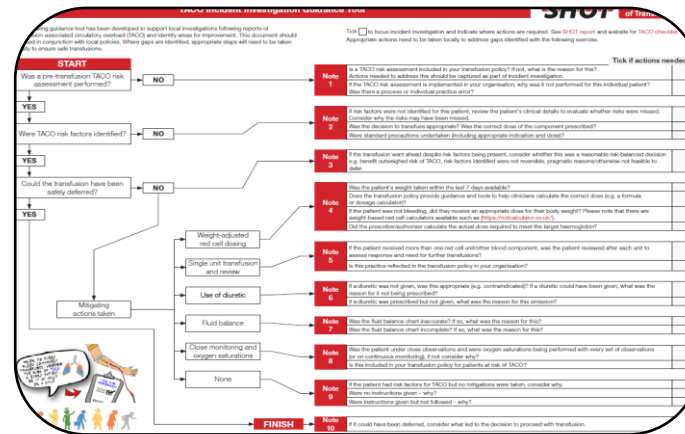 TACO Incident Investigation Guidance Tool
SHOT
of Transfu
ing guidance tool has been developed to support local investigations following reports of
sion associated circulatory overload (TACO) and identify areas for improvement. This document should
ed in conjunction with local policies. Where gaps are identified, appropriate steps will need to be taken
ly to ensure safe transfusions.
Tick to focus incident investigation and indicate where actions are required. See SHOT report and website for TACO checklist.
Appropriate actions need to be taken locally to address gaps identified with the following exercise.
Tick if actions neede
START
Was a pre-transfusion TACO risk
assessment performed?
NO
YES
Were TACO risk factors identified?
NO
YES
Could the transfusion have been
safely deferred?
NO
YES
Mitigating
actions taken
Weight-adjusted
red cell dosing
Single unit transfusion
and review
Use of diuretic
Fluid balance
Close monitoring and
oxygen saturations
None
FINISH
Note
1
Is a TACO risk assessment included in your transfusion policy? If not, what is the reason for this?
Actions needed to address this should be captured as part of incident investigation.
If the TACO risk assessment is implemented in your organisation, why was it not performed for this individual patient?
Was there a process or individual practice error?
Note
2
If risk factors were not identified for this patient, review the patient's clinical details to evaluate whether risks were missed.
Consider why the risks may have been missed.
Was the decision to transfuse appropriate? Was the correct dose of the component prescribed?
Were standard precautions undertaken (including appropriate indication and dose)?
Note
3
If the transfusion went ahead despite risk factors being present, consider whether this was a reasonable risk-balanced decision
e.g. benefit outweighed risk of TACO, risk factors identified were not reversible, pragmatic reasons/otherwise not feasible to
defer
Note
4
Was the patient's weight taken within the last 7 days available?
Does the transfusion policy provide guidance and tools to help clinicians calculate the correct dose (e.g. a formula
or dosage calculator)?
If the patient was not bleeding, did they receive an appropriate dose for their body weight? Please note that there are
weight-based red cell calculators available such as (https://rcdcalculator.co.uk/).
Did the prescriber/authoriser calculate the actual dose required to meet the target haemoglobin?
Note
5
If the patient received more than one red cell unit/other blood component, was the patient reviewed after each unit to
assess response and need for further transfusions?
Is this practice reflected in the transfusion policy in your organisation?
Note
6
If a diuretic was not given, was this appropriate (e.g. contraindicated)? If a diuretic could have been given, what was the
reason for it not being prescribed?
If a diuretic was prescribed but not given, what was the reason for this omission?
Note
7
Was the fluid balance chart inaccurate? If so, what was the reason for this?
Was the fluid balance chart incomplete? If so, what was the reason for this?
Note
8
Was the patient under close observations and were oxygen saturations being performed with every set of observations
(or on continuous monitoring), if not consider why?
Is this included in your transfusion policy for patients at risk of TACO?
Note
9
If the patient had risk factors for TACO but no mitigations were taken, consider why.
Were no instructions given – why?
Were instructions given but not followed – why?
Note
10
If it could have been deferred, consider what led to the decision to proceed with transfusion.